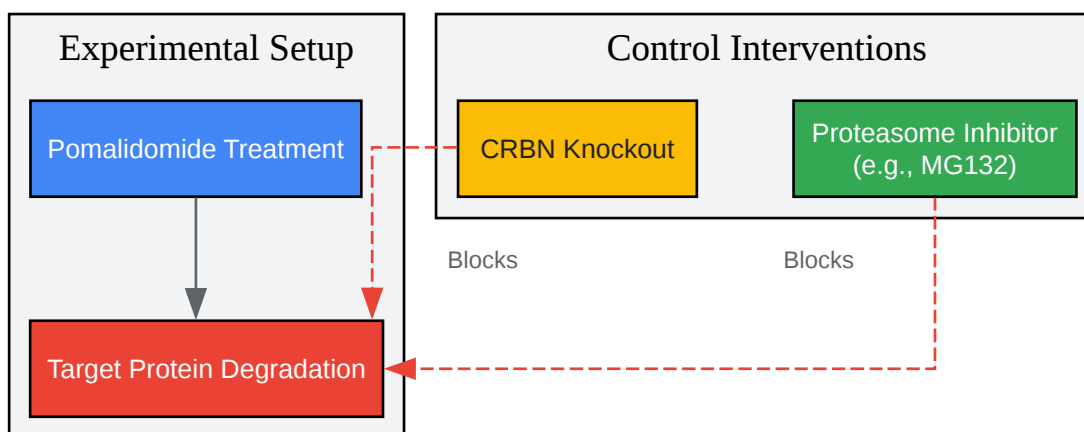 Experimental Setup
Control Interventions
Pomalidomide Treatment
CRBN Knockout
Proteasome Inhibitor
(e.g., MG132)
Blocks
Blocks
Target Protein Degradation